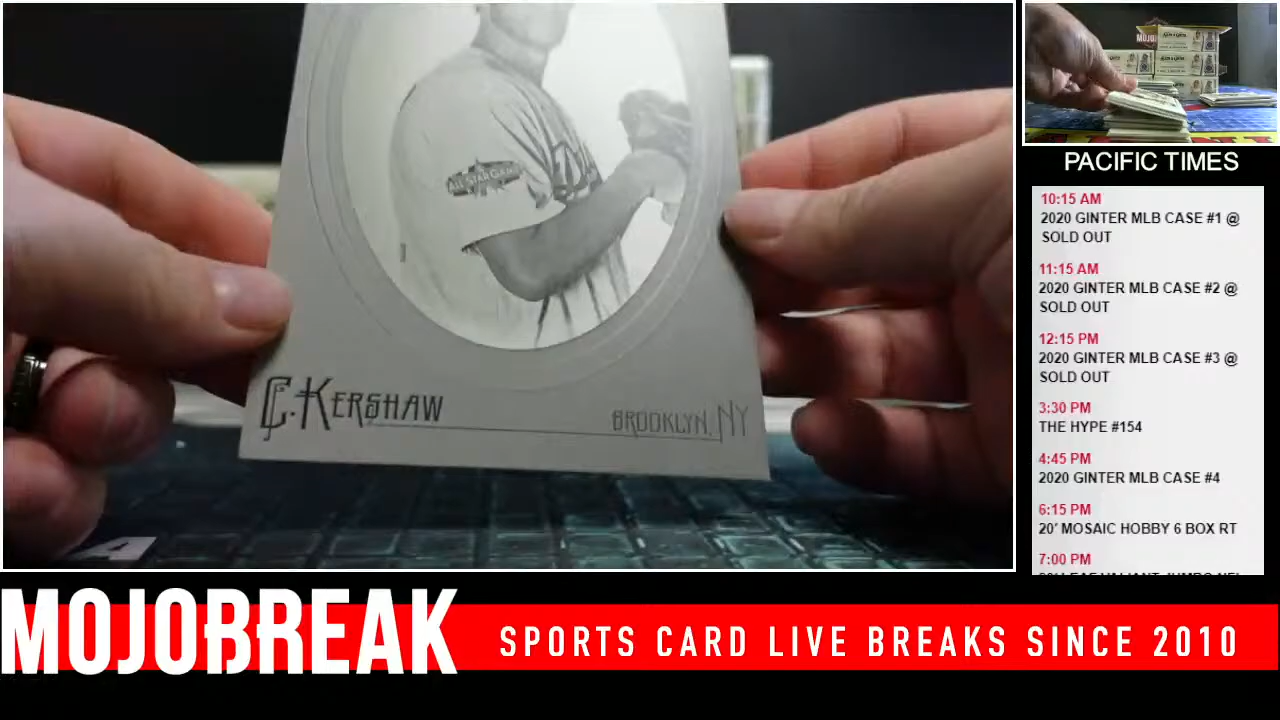 ALL STAR GAME
C. KERSHAW
BROOKLYN, NY
PACIFIC TIMES
10:15 AM
2020 GINTER MLB CASE #1 @
SOLD OUT
11:15 AM
2020 GINTER MLB CASE #2 @
SOLD OUT
12:15 PM
2020 GINTER MLB CASE #3 @
SOLD OUT
3:30 PM
THE HYPE #154
4:45 PM
2020 GINTER MLB CASE #4
6:15 PM
20' MOSAIC HOBBY 6 BOX RT
7:00 PM
MOJOBREAK
SPORTS CARD LIVE BREAKS SINCE 2010